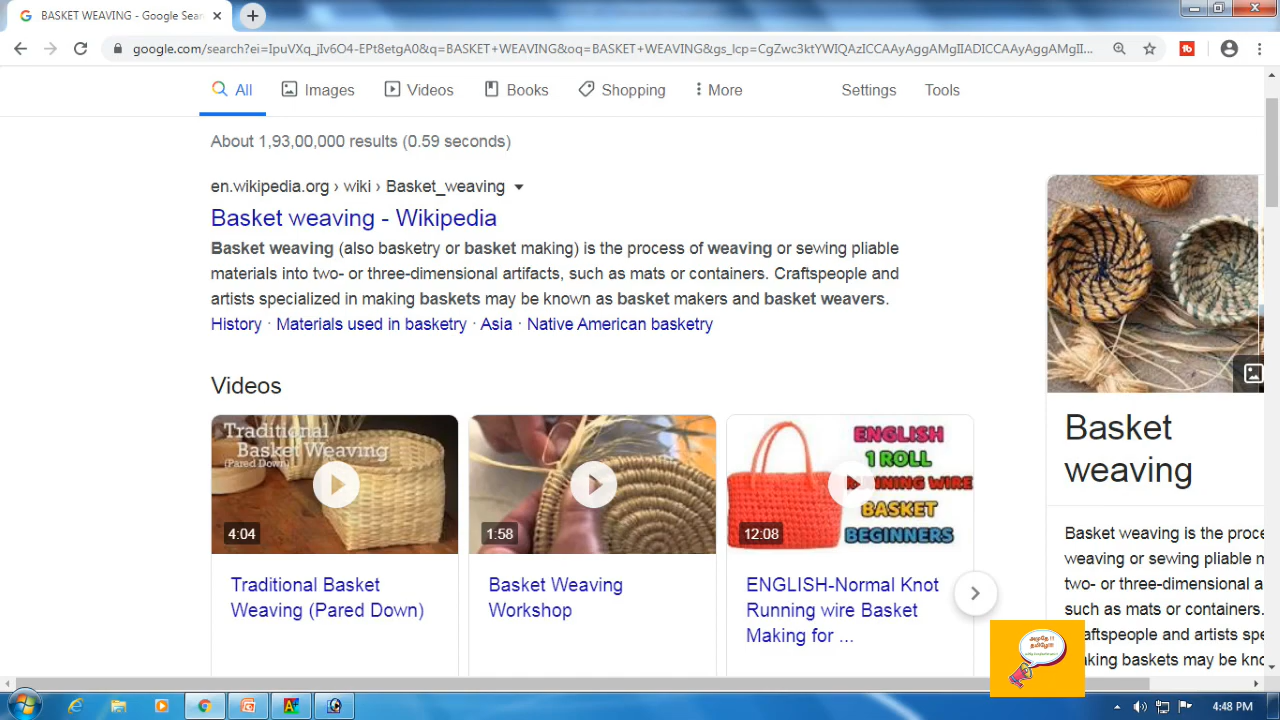 BASKET WEAVING - Google Sear
google.com/search?ei=IpuVXq_jIv6O4-EPt8etgA0&q=BASKET+WEAVING&oq=BASKET+WEAVING&gs_lcp=CgZwc3ktYWIQAzICCAAyAggAMgIIADICCAAyAggAMgII...
All Images Videos Books Shopping More Settings Tools
About 1,93,00,000 results (0.59 seconds)
en.wikipedia.org › wiki › Basket_weaving
Basket weaving - Wikipedia
Basket weaving (also basketry or basket making) is the process of weaving or sewing pliable
materials into two- or three-dimensional artifacts, such as mats or containers. Craftspeople and
artists specialized in making baskets may be known as basket makers and basket weavers.
History · Materials used in basketry · Asia · Native American basketry
Videos
Traditional
Basket Weaving
(Pared Down)
4:04
1:58
ENGLISH
1 ROLL
RUNNING WIRE
BASKET
BEGINNERS
12:08
Traditional Basket
Weaving (Pared Down)
Basket Weaving
Workshop
ENGLISH-Normal Knot
Running wire Basket
Making for ...
Basket
weaving
Basket weaving is the proce
weaving or sewing pliable m
two- or three-dimensional a
such as mats or containers.
aftspeople and artists spe
aking baskets may be kno
அமுதே !!
தமிழே!!!
4:48 PM